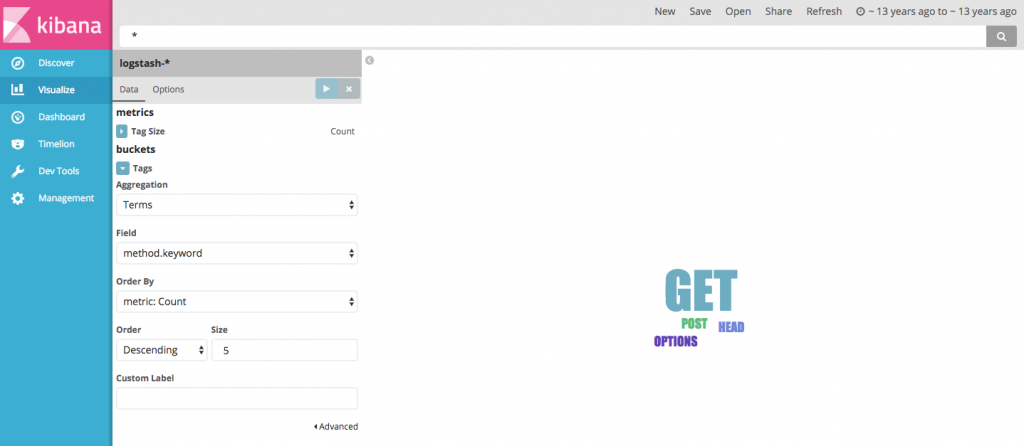 kibana
New Save Open Share Refresh ~ 13 years ago to ~ 13 years ago
*
Discover
Visualize
Dashboard
Timelion
Dev Tools
Management
logstash-*
Data Options
metrics
Tag Size Count
buckets
Tags
Aggregation
Terms
Field
method.keyword
Order By
metric: Count
Order Size
Descending 5
Custom Label
Advanced
GET
POST HEAD
OPTIONS